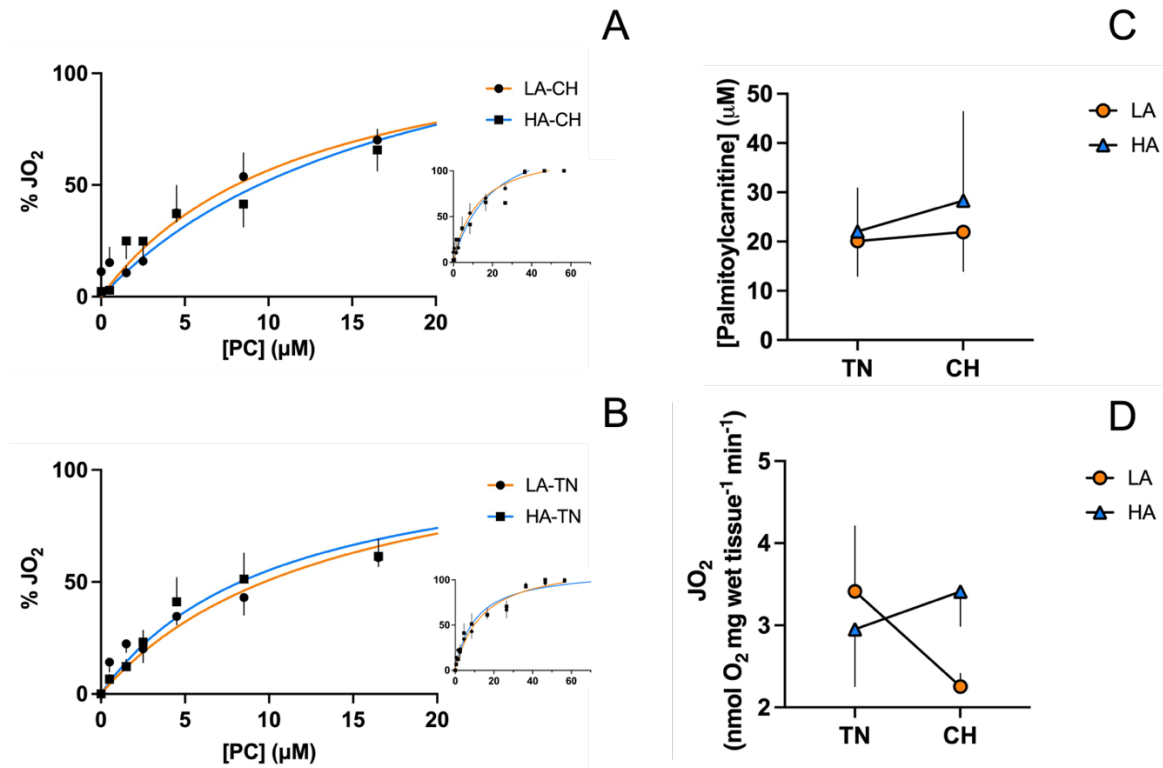 A
100
50
0
% JO2
0
5
10
15
20
[PC] (µM)
LA-CH
HA-CH
100
50
0
0
20
40
60
B
100
50
0
% JO2
0
5
10
15
20
[PC] (µM)
LA-TN
HA-TN
100
50
0
0
20
40
60
C
50
40
30
20
10
0
[Palmitoylcarnitine] (µM)
TN
CH
LA
HA
D
5
4
3
2
JO2
(nmol O2 mg wet tissue-1 min-1)
TN
CH
LA
HA